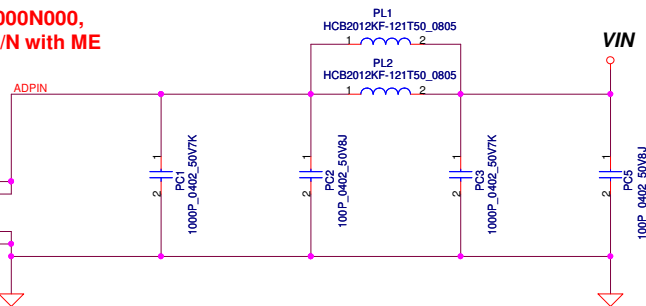 000N000,
/N with ME
PL1
HCB2012KF-121T50_0805
1 2
PL2
HCB2012KF-121T50_0805
1 2
VIN
ADPIN
1
2
PC1
1000P_0402_50V7K
1
2
PC2
100P_0402_50V8J
1
2
PC3
1000P_0402_50V7K
1
2
PC5
100P_0402_50V8J